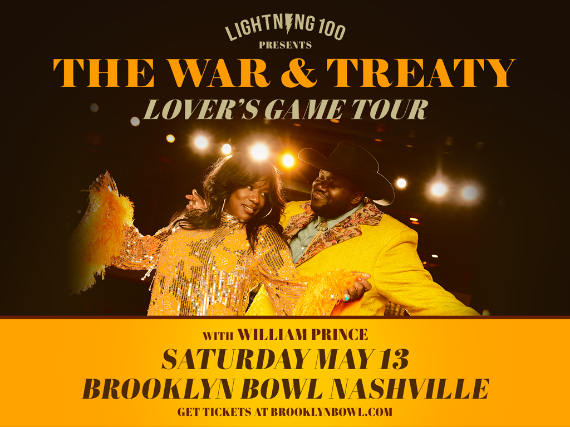 LIGHTNING 100
PRESENTS
THE WAR & TREATY
LOVER'S GAME TOUR
WITH WILLIAM PRINCE
SATURDAY MAY 13
BROOKLYN BOWL NASHVILLE
GET TICKETS AT BROOKLYNBOWL.COM